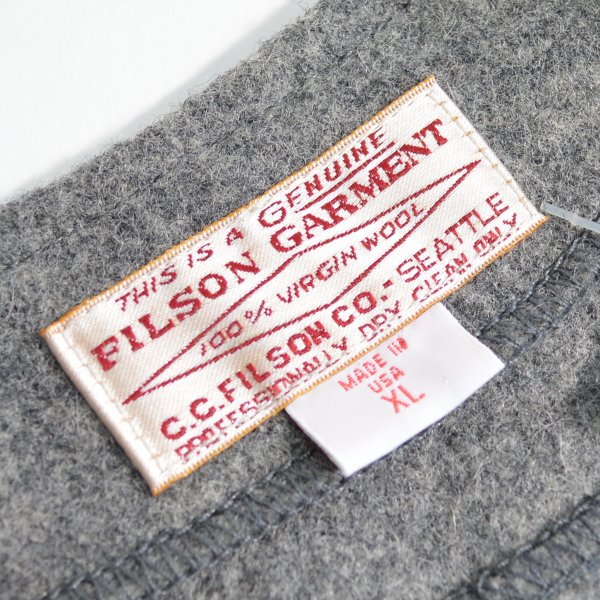 THIS IS A GENUINE
FILSON GARMENT
100% VIRGIN WOOL
C.C. FILSON CO.- SEATTLE
PROFESSIONALLY DRY CLEAN ONLY
MADE IN
USA
XL